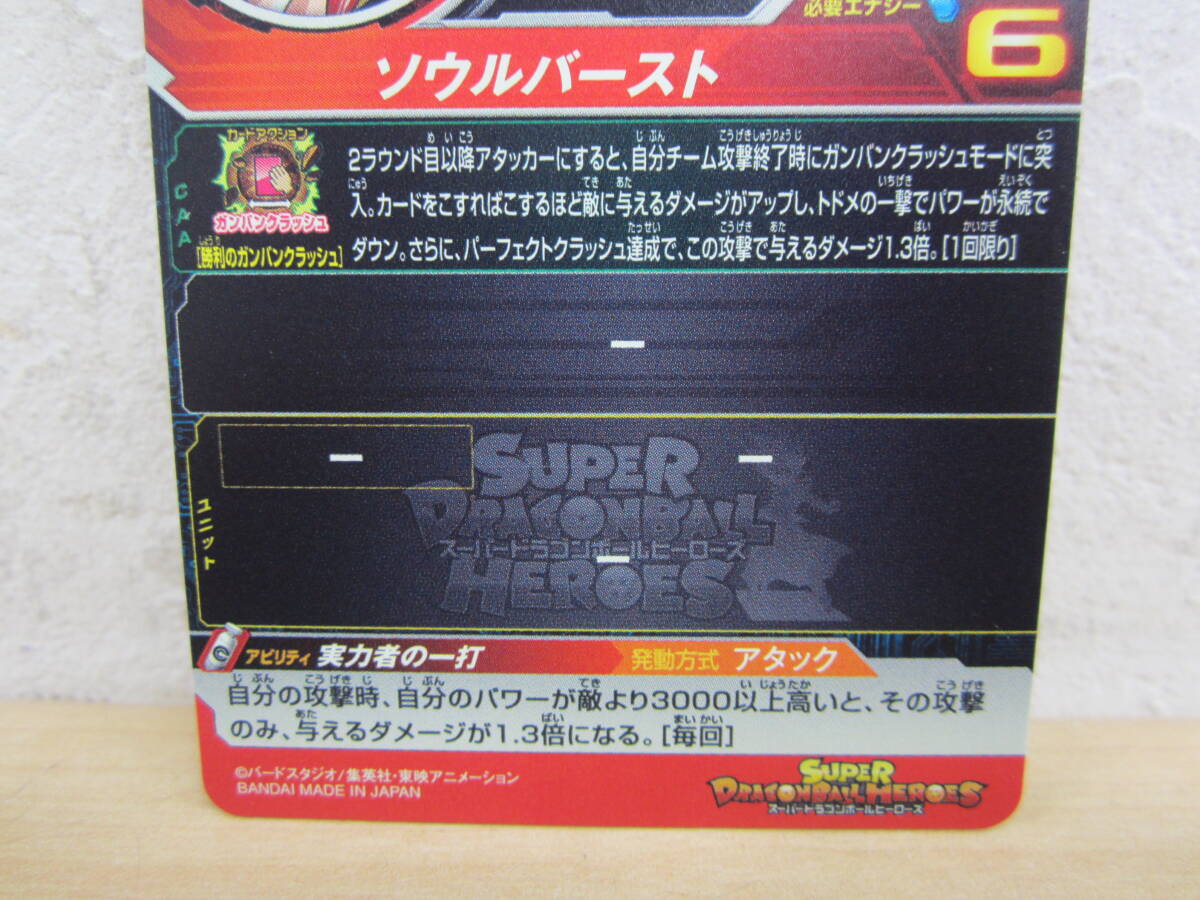 必要エナジー
6
ソウルバースト
CAA
カードアクション
ガンバンクラッシュ
[勝利のガンバンクラッシュ]
2ラウンド目以降アタッカーにすると、自分チーム攻撃終了時にガンバンクラッシュモードに突
入。カードをこすればこするほど敵に与えるダメージがアップし、トドメの一撃でパワーが永続で
ダウン。さらに、パーフェクトクラッシュ達成で、この攻撃で与えるダメージ1.3倍。[1回限り]
ー
ユニット
ー
ー
ー
SUPER
DRAGONBALL
スーパードラゴンボールヒーローズ
HEROES
アビリティ 実力者の一打
発動方式 アタック
自分の攻撃時、自分のパワーが敵より3000以上高いと、その攻撃
のみ、与えるダメージが1.3倍になる。[毎回]
©バードスタジオ/集英社・東映アニメーション
BANDAI MADE IN JAPAN
SUPER
DRAGONBALL HEROES
スーパードラゴンボールヒーローズ